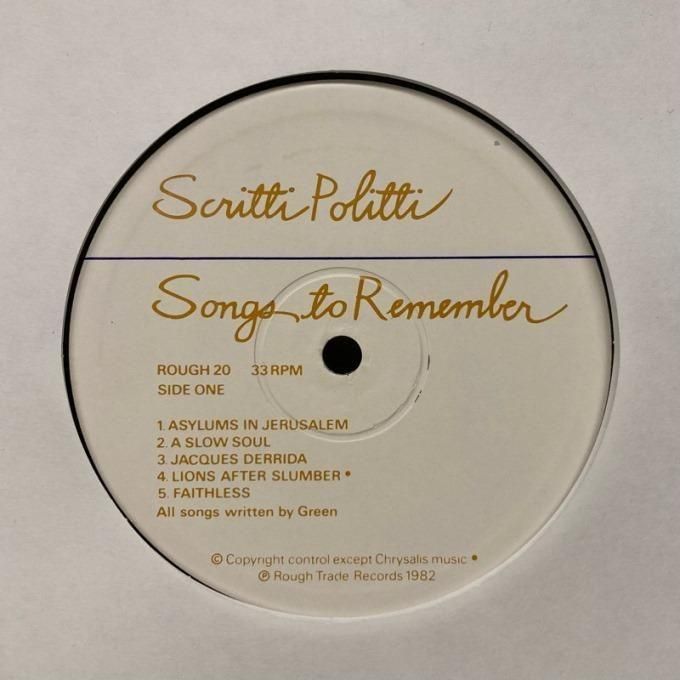 Scritti Politti
Songs to Remember
ROUGH 20 33 RPM
SIDE ONE
1. ASYLUMS IN JERUSALEM
2. A SLOW SOUL
3. JACQUES DERRIDA
4. LIONS AFTER SLUMBER •
5. FAITHLESS
All songs written by Green
© Copyright control except Chrysalis music •
℗ Rough Trade Records 1982